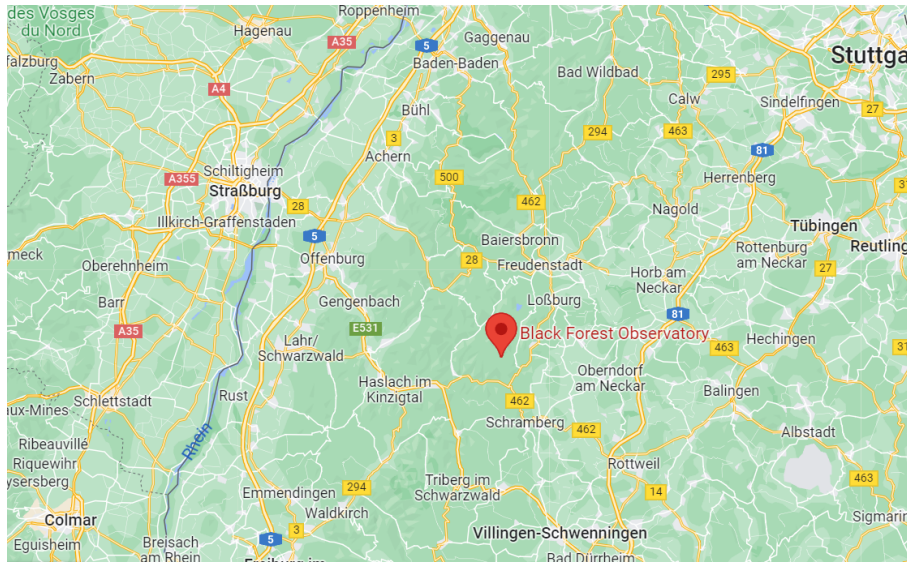 des Vosges
du Nord
Roppenheim
Hagenau
Gaggenau
A35
5
Stuttga
falzburg
Zabern
Baden-Baden
Bad Wildbad
295
A4
Bühl
Calw
Sindelfingen
27
3
294
463
Achern
81
Schiltigheim
A355
500
Herrenberg
Straßburg
28
462
Nagold
Illkirch-Graffenstaden
5
Baiersbronn
Tübingen
Rottenburg
am Neckar
Reutling
meck
Oberehnheim
Offenburg
28
Freudenstadt
Horb am
Neckar
27
Barr
Gengenbach
Loßburg
A35
E531
81
Black Forest Observatory
Lahr/
Schwarzwald
463
Hechingen
31
Haslach im
Kinzigtal
Oberndorf
am Neckar
Balingen
Schlettstadt
Rust
aux-Mines
462
Schramberg
462
Albstadt
Rhein
Ribeauvillé
Riquewihr
ysersberg
Rottweil
463
Triberg im
Schwarzwald
294
14
Emmendingen
Waldkirch
Sigmarin
Colmar
3
Villingen-Schwenningen
5
Eguisheim
Breisach
am Rhein
Freiburg im
Bad Dürrheim